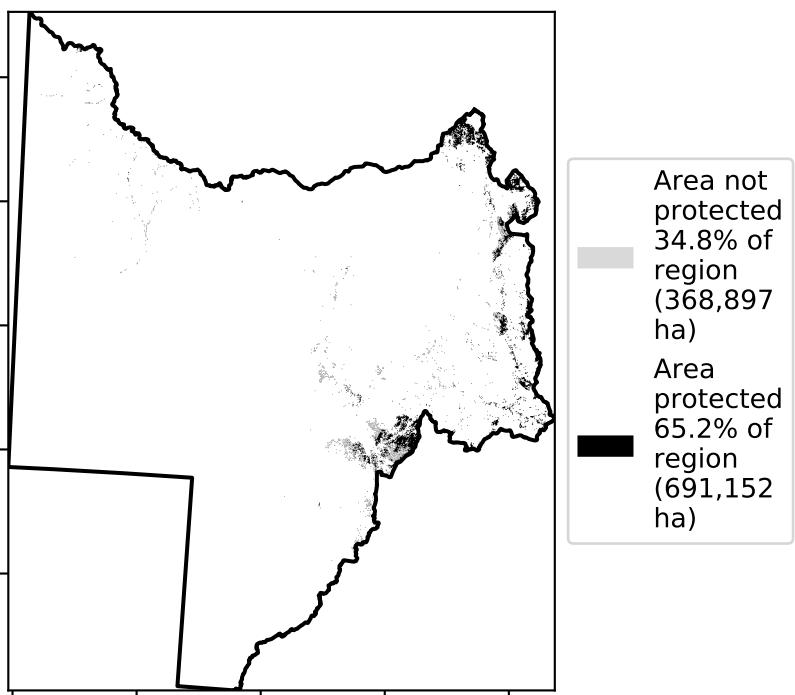 Area not
protected
34.8% of
region
(368,897
ha)
Area
protected
65.2% of
region
(691,152
ha)